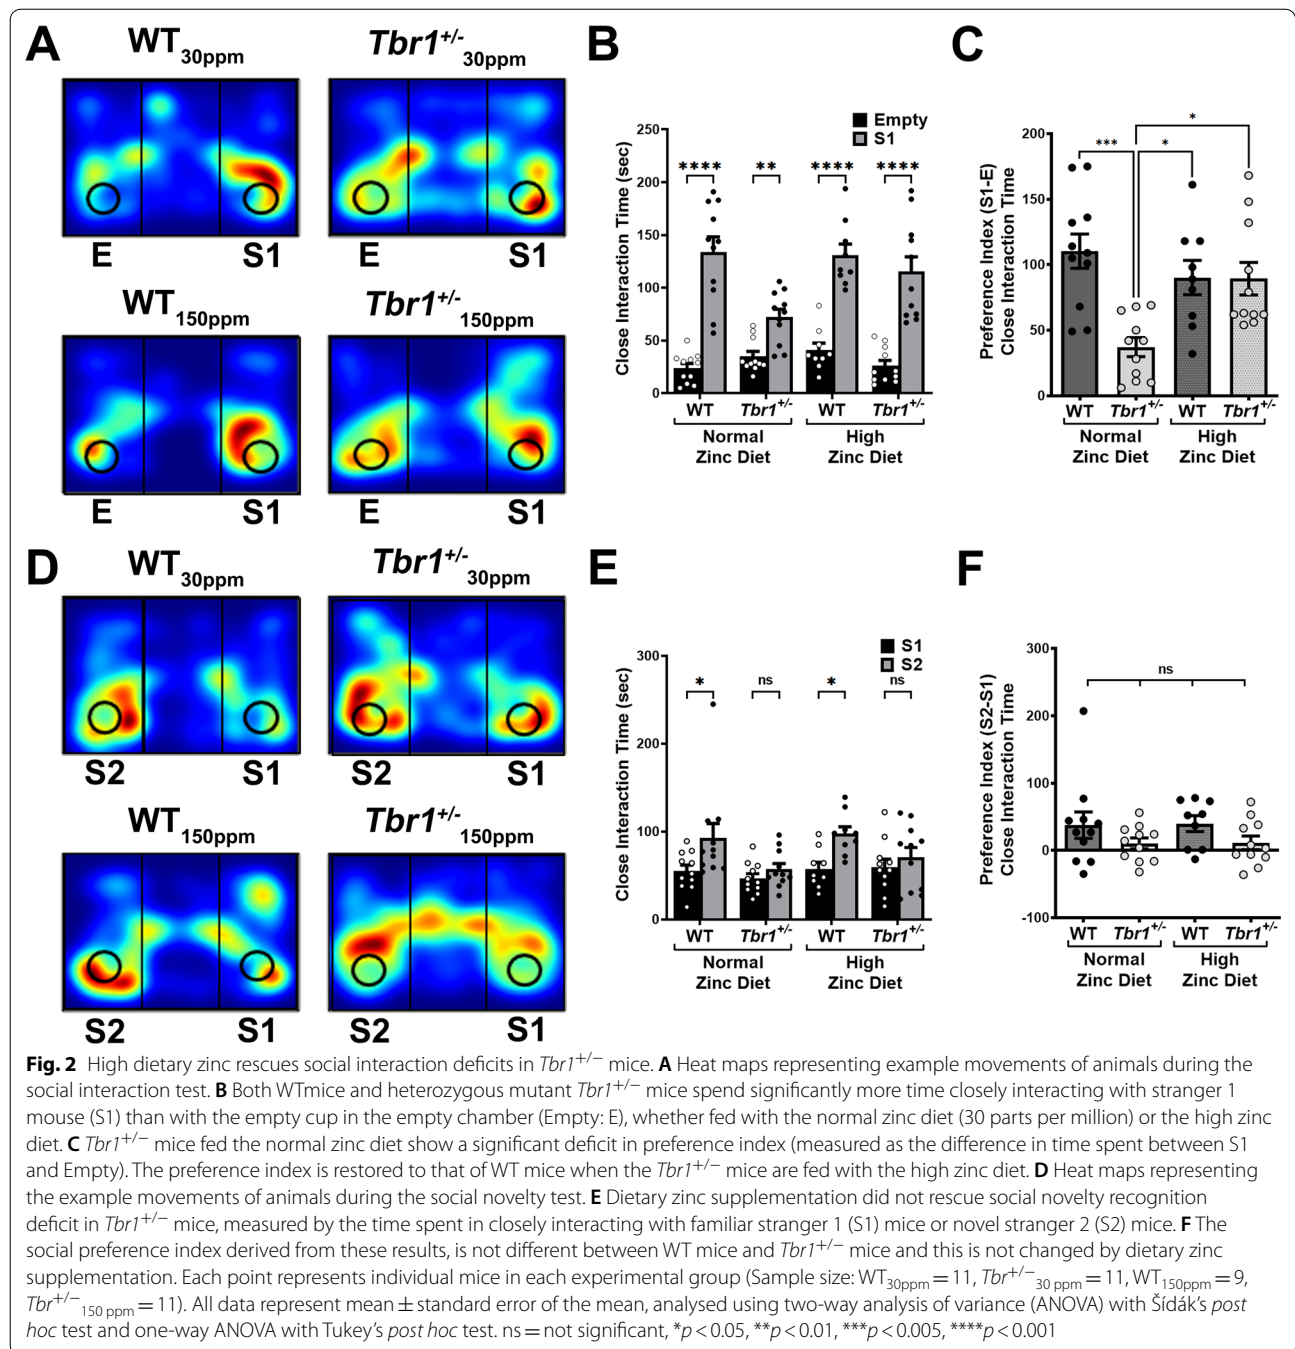 A
WT30ppm
Tbr1+/-30ppm
E
S1
E
S1
WT150ppm
Tbr1+/-150ppm
E
S1
E
S1
B
Empty
S1
Close Interaction Time (sec)
250
200
150
100
50
0
****
**
****
****
WT
Tbr1+/-
WT
Tbr1+/-
Normal
Zinc Diet
High
Zinc Diet
C
Preference Index (S1-E)
Close Interaction Time
200
150
100
50
0
***
*
*
WT
Tbr1+/-
WT
Tbr1+/-
Normal
Zinc Diet
High
Zinc Diet
D
WT30ppm
Tbr1+/-30ppm
S2
S1
S2
S1
WT150ppm
Tbr1+/-150ppm
S2
S1
S2
S1
E
S1
S2
Close Interaction Time (sec)
300
200
100
0
*
ns
*
ns
WT
Tbr1+/-
WT
Tbr1+/-
Normal
Zinc Diet
High
Zinc Diet
F
Preference Index (S2-S1)
Close Interaction Time
300
200
100
0
-100
ns
WT
Tbr1+/-
WT
Tbr1+/-
Normal
Zinc Diet
High
Zinc Diet
Fig. 2 High dietary zinc rescues social interaction deficits in Tbr1+/− mice. A Heat maps representing example movements of animals during the
social interaction test. B Both WTmice and heterozygous mutant Tbr1+/− mice spend significantly more time closely interacting with stranger 1
mouse (S1) than with the empty cup in the empty chamber (Empty: E), whether fed with the normal zinc diet (30 parts per million) or the high zinc
diet. C Tbr1+/− mice fed the normal zinc diet show a significant deficit in preference index (measured as the difference in time spent between S1
and Empty). The preference index is restored to that of WT mice when the Tbr1+/− mice are fed with the high zinc diet. D Heat maps representing
the example movements of animals during the social novelty test. E Dietary zinc supplementation did not rescue social novelty recognition
deficit in Tbr1+/− mice, measured by the time spent in closely interacting with familiar stranger 1 (S1) mice or novel stranger 2 (S2) mice. F The
social preference index derived from these results, is not different between WT mice and Tbr1+/− mice and this is not changed by dietary zinc
supplementation. Each point represents individual mice in each experimental group (Sample size: WT30ppm = 11, Tbr1+/−30 ppm = 11, WT150ppm = 9,
Tbr+/−150 ppm = 11). All data represent mean ± standard error of the mean, analysed using two-way analysis of variance (ANOVA) with Šídák's post
hoc test and one-way ANOVA with Tukey's post hoc test. ns = not significant, *p < 0.05, **p < 0.01, ***p < 0.005, ****p < 0.001